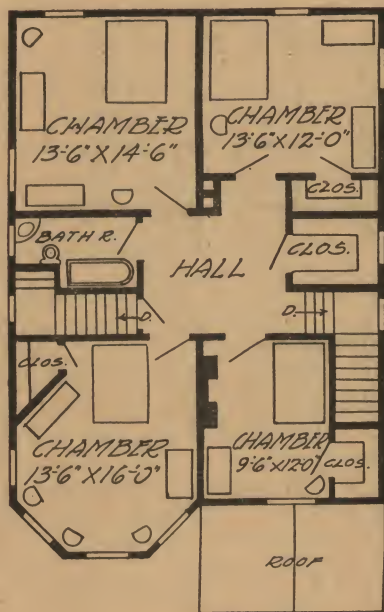 CHAMBER
13'-6" X 14'-6"
CHAMBER
13'-6" X 12'-0"
CLOS.
BATH R.
CLOS.
HALL
D.
D.
CLOS.
CHAMBER
13'-6" X 16'-0"
CHAMBER
9'-6" X 12'-0"
CLOS.
ROOF